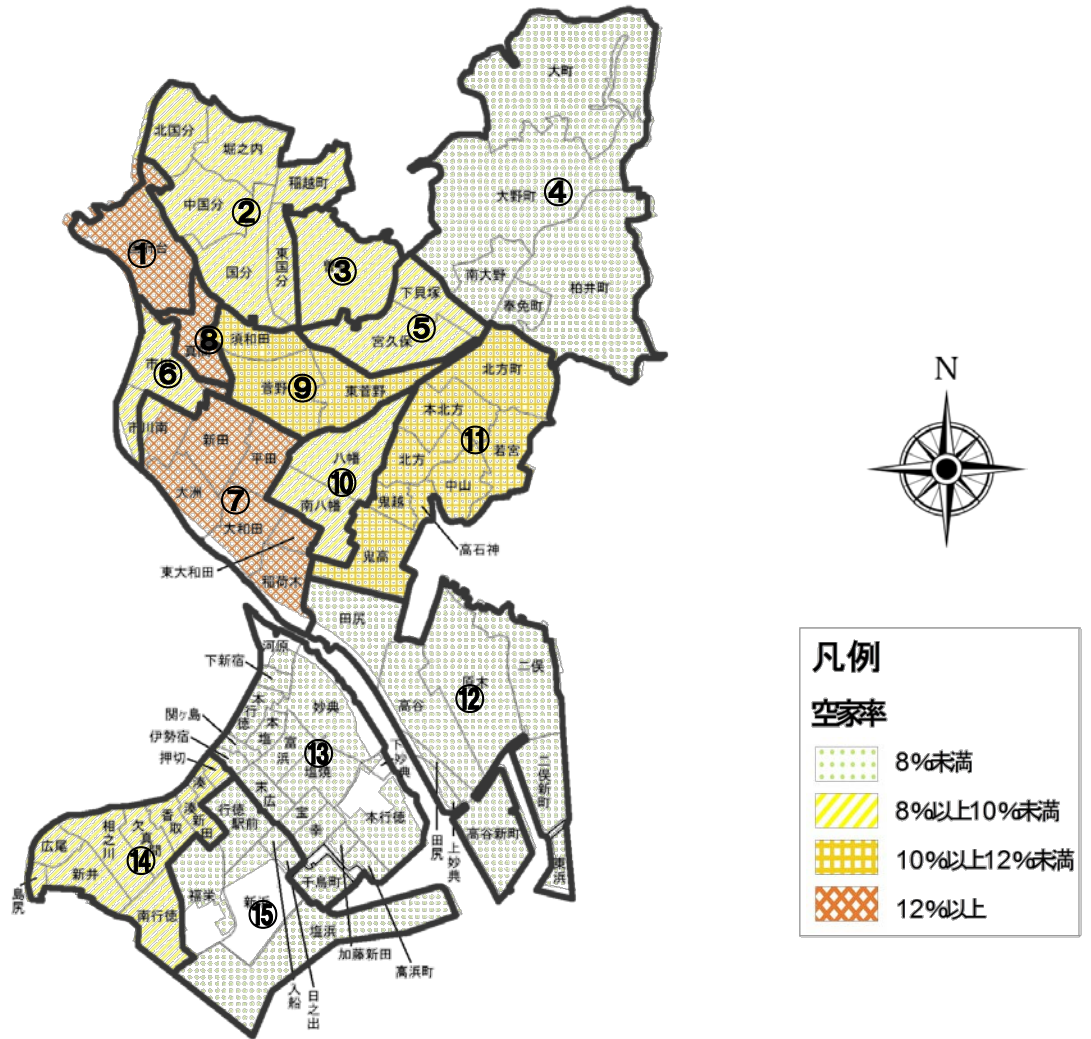 大町
北国分
堀之内
稲越町
大野町
④
中国分
②
①
国分
東国分
③
南大野
柏井町
奉免町
下貝塚
⑤
宮久保
⑧
須和田
⑥
菅野
⑨
東菅野
北方町
本北方
市川南
新田
平田
八幡
北方
⑪
若宮
大洲
⑦
⑩
南八幡
鬼越
中山
大和田
高石神
東大和田
鬼高
稲荷木
田尻
河原
下新宿
二俣
本行徳
妙典
高谷
⑫
関ヶ島
本塩
富浜
伊勢宿
⑬
下妙典
押切
末広
二俣新町
湊
行徳駅前
宝
幸
本行徳
湊新田
香取
相之川
広尾
新井
⑭
島尻
南行徳
福栄
⑮
千鳥町
田尻
上妙典
高谷新町
東浜
塩浜
加藤新田
高浜町
入船
日之出
N
凡例
空家率
8%未満
8%以上10%未満
10%以上12%未満
12%以上